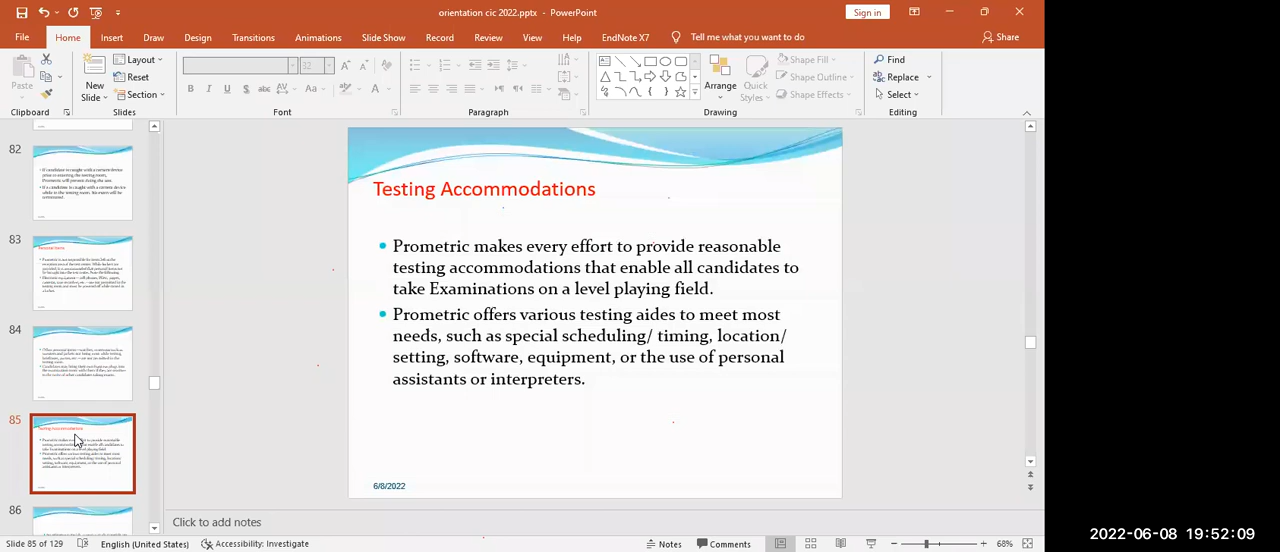 orientation cic 2022.pptx - PowerPoint
Sign in
File Home Insert Draw Design Transitions Animations Slide Show Record Review View Help EndNote X7 Tell me what you want to do Share
Paste
Clipboard
New Slide
Layout
Reset
Section
Slides
32
Font
Paragraph
Arrange
Quick Styles
Shape Fill
Shape Outline
Shape Effects
Drawing
Find
Replace
Select
Editing
82
83
84
85
Testing Accommodations
86
Testing Accommodations
Prometric makes every effort to provide reasonable
testing accommodations that enable all candidates to
take Examinations on a level playing field.
Prometric offers various testing aides to meet most
needs, such as special scheduling/ timing, location/
setting, software, equipment, or the use of personal
assistants or interpreters.
6/8/2022
Click to add notes
Slide 85 of 129 English (United States) Accessibility: Investigate Notes Comments 68%
2022-06-08 19:52:09